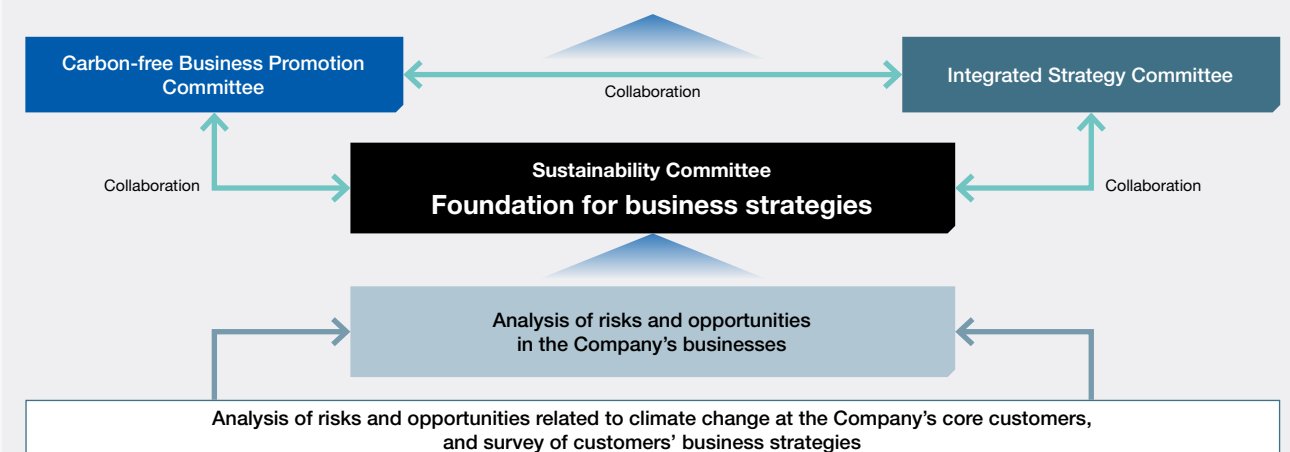 Carbon-free Business Promotion
Committee
Collaboration
Integrated Strategy Committee
Collaboration
Sustainability Committee
Foundation for business strategies
Collaboration
Analysis of risks and opportunities
in the Company’s businesses
Analysis of risks and opportunities related to climate change at the Company’s core customers,
and survey of customers’ business strategies